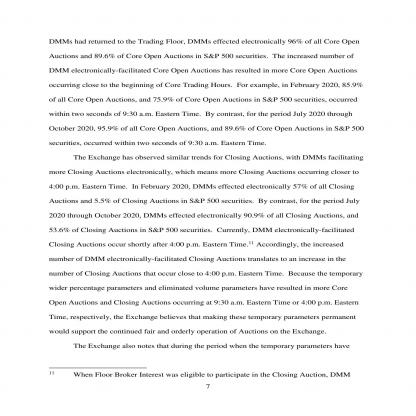 DMMs had returned to the Trading Floor, DMMs effected electronically 96% of all Core Open
Auctions and 89.6% of Core Open Auctions in S&P 500 securities.  The increased number of
DMM electronically-facilitated Core Open Auctions has resulted in more Core Open Auctions
occurring close to the beginning of Core Trading Hours.  For example, in February 2020, 85.9%
of all Core Open Auctions, and 75.9% of Core Open Auctions in S&P 500 securities, occurred
within two seconds of 9:30 a.m. Eastern Time.  By contrast, for the period July 2020 through
October 2020, 95.9% of all Core Open Auctions, and 89.6% of Core Open Auctions in S&P 500
securities, occurred within two seconds of 9:30 a.m. Eastern Time.
The Exchange has observed similar trends for Closing Auctions, with DMMs facilitating
more Closing Auctions electronically, which means more Closing Auctions occurring closer to
4:00 p.m. Eastern Time.  In February 2020, DMMs effected electronically 57% of all Closing
Auctions and 5.5% of Closing Auctions in S&P 500 securities.  By contrast, for the period July
2020 through October 2020, DMMs effected electronically 90.9% of all Closing Auctions, and
53.6% of Closing Auctions in S&P 500 securities.  Currently, DMM electronically-facilitated
Closing Auctions occur shortly after 4:00 p.m. Eastern Time.11 Accordingly, the increased
number of DMM electronically-facilitated Closing Auctions translates to an increase in the
number of Closing Auctions that occur close to 4:00 p.m. Eastern Time.  Because the temporary
wider percentage parameters and eliminated volume parameters have resulted in more Core
Open Auctions and Closing Auctions occurring at 9:30 a.m. Eastern Time or 4:00 p.m. Eastern
Time, respectively, the Exchange believes that making these temporary parameters permanent
would support the continued fair and orderly operation of Auctions on the Exchange.
The Exchange also notes that during the period when the temporary parameters have
11 When Floor Broker Interest was eligible to participate in the Closing Auction, DMM
7